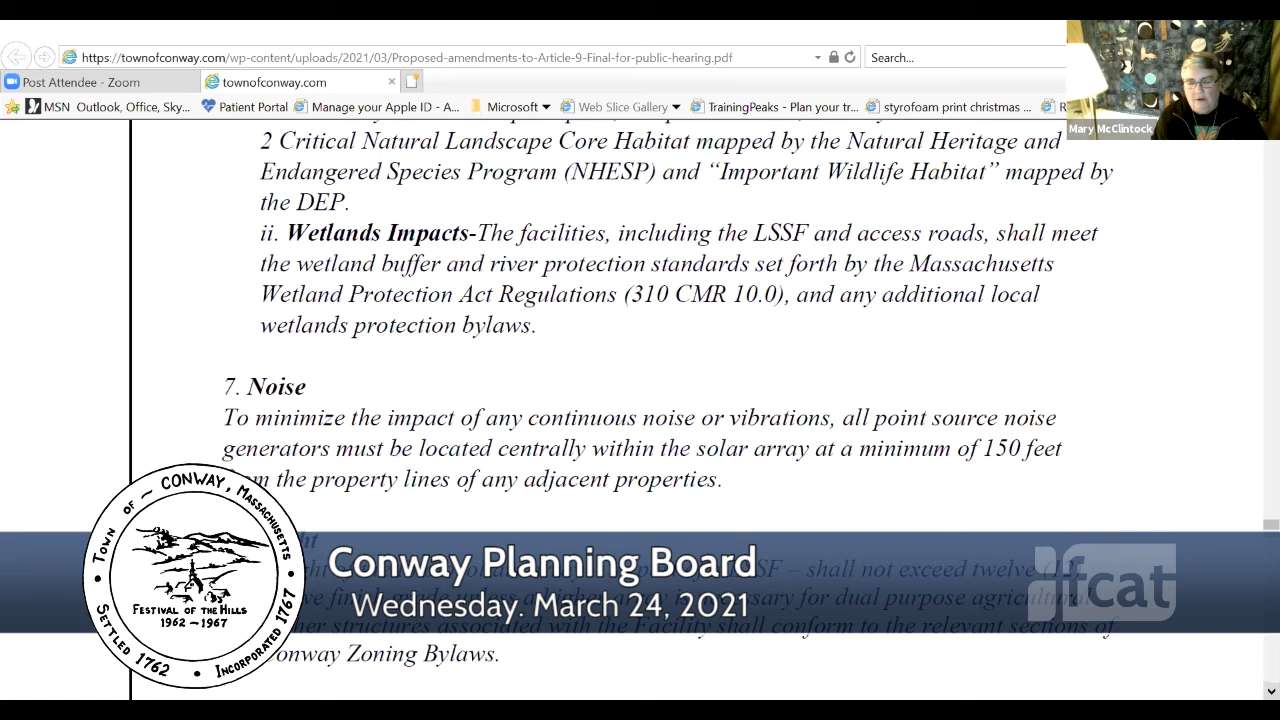 https://townofconway.com/wp-content/uploads/2021/03/Proposed-amendments-to-Article-9-Final-for-public-hearing.pdf
Search...
Post Attendee - Zoom
townofconway.com
MSN Outlook, Office, Sky...
Patient Portal
Manage your Apple ID - A...
Microsoft
Web Slice Gallery
TrainingPeaks - Plan your tr...
styrofoam print christmas ...
Mary McClintock
2 Critical Natural Landscape Core Habitat mapped by the Natural Heritage and
Endangered Species Program (NHESP) and “Important Wildlife Habitat” mapped by
the DEP.
ii. Wetlands Impacts-The facilities, including the LSSF and access roads, shall meet
the wetland buffer and river protection standards set forth by the Massachusetts
Wetland Protection Act Regulations (310 CMR 10.0), and any additional local
wetlands protection bylaws.
7. Noise
To minimize the impact of any continuous noise or vibrations, all point source noise
generators must be located centrally within the solar array at a minimum of 150 feet
the property lines of any adjacent properties.
shall not exceed twelve
for dual purpose agricultural
structures associated with the Facility shall conform to the relevant sections of
Conway Zoning Bylaws.
Conway Planning Board
Wednesday. March 24, 2021
fcat
TOWN OF ~ CONWAY, MASSACHUSETTS
FESTIVAL OF THE HILLS
1962 ~ 1967
SETTLED 1762 • INCORPORATED 1767